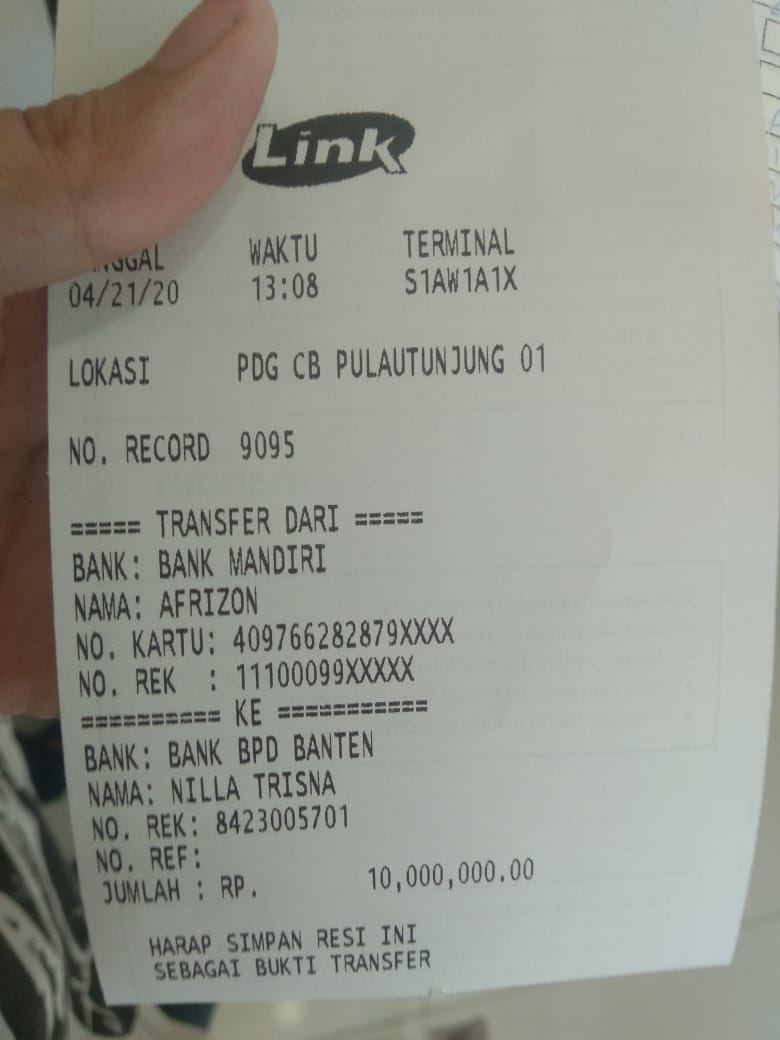 Link
WAKTU TERMINAL
04/21/20 13:08 S1AW1A1X
LOKASI PDG CB PULAUTUNJUNG 01
NO. RECORD 9095
===== TRANSFER DARI =====
BANK: BANK MANDIRI
NAMA: AFRIZON
NO. KARTU: 409766282879XXXX
NO. REK : 11100099XXXXX
========== KE ===========
BANK: BANK BPD BANTEN
NAMA: NILLA TRISNA
NO. REK: 8423005701
NO. REF:
JUMLAH : RP. 10,000,000.00
HARAP SIMPAN RESI INI
SEBAGAI BUKTI TRANSFER